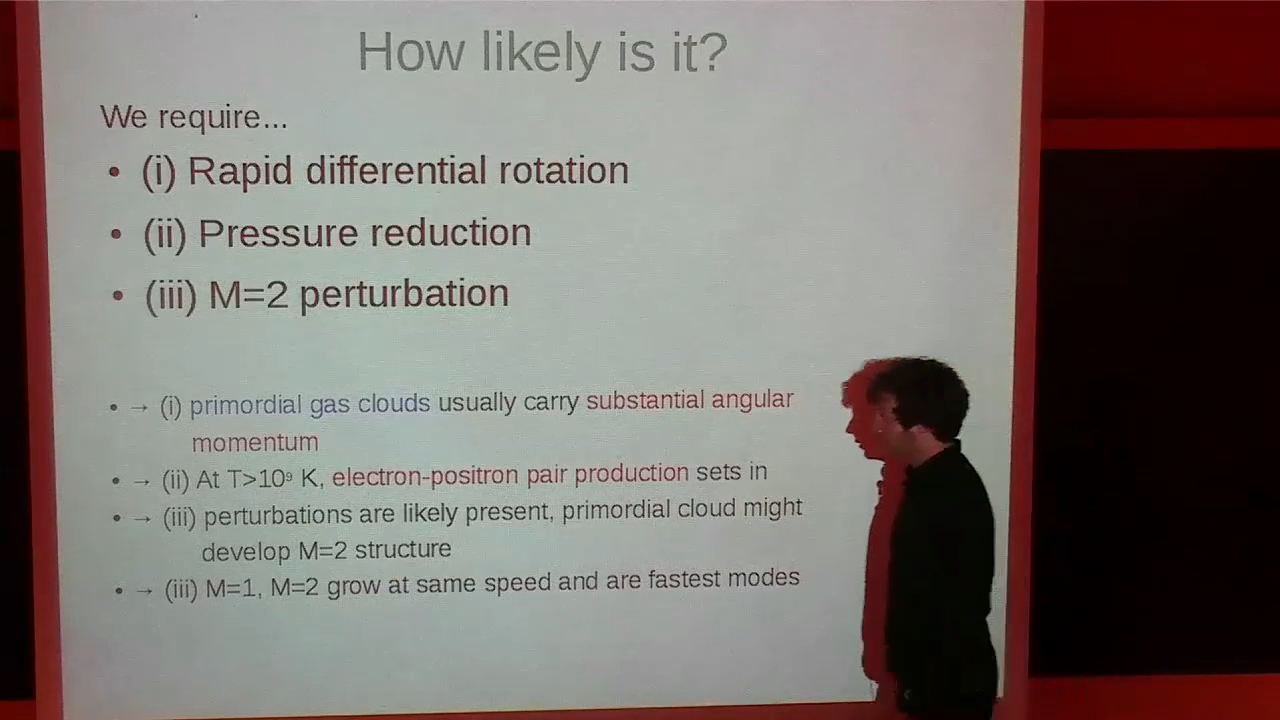 How likely is it?
We require...
• (i) Rapid differential rotation
• (ii) Pressure reduction
• (iii) M=2 perturbation
• → (i) primordial gas clouds usually carry substantial angular
momentum
• → (ii) At T>10⁹ K, electron-positron pair production sets in
• → (iii) perturbations are likely present, primordial cloud might
develop M=2 structure
• → (iii) M=1, M=2 grow at same speed and are fastest modes